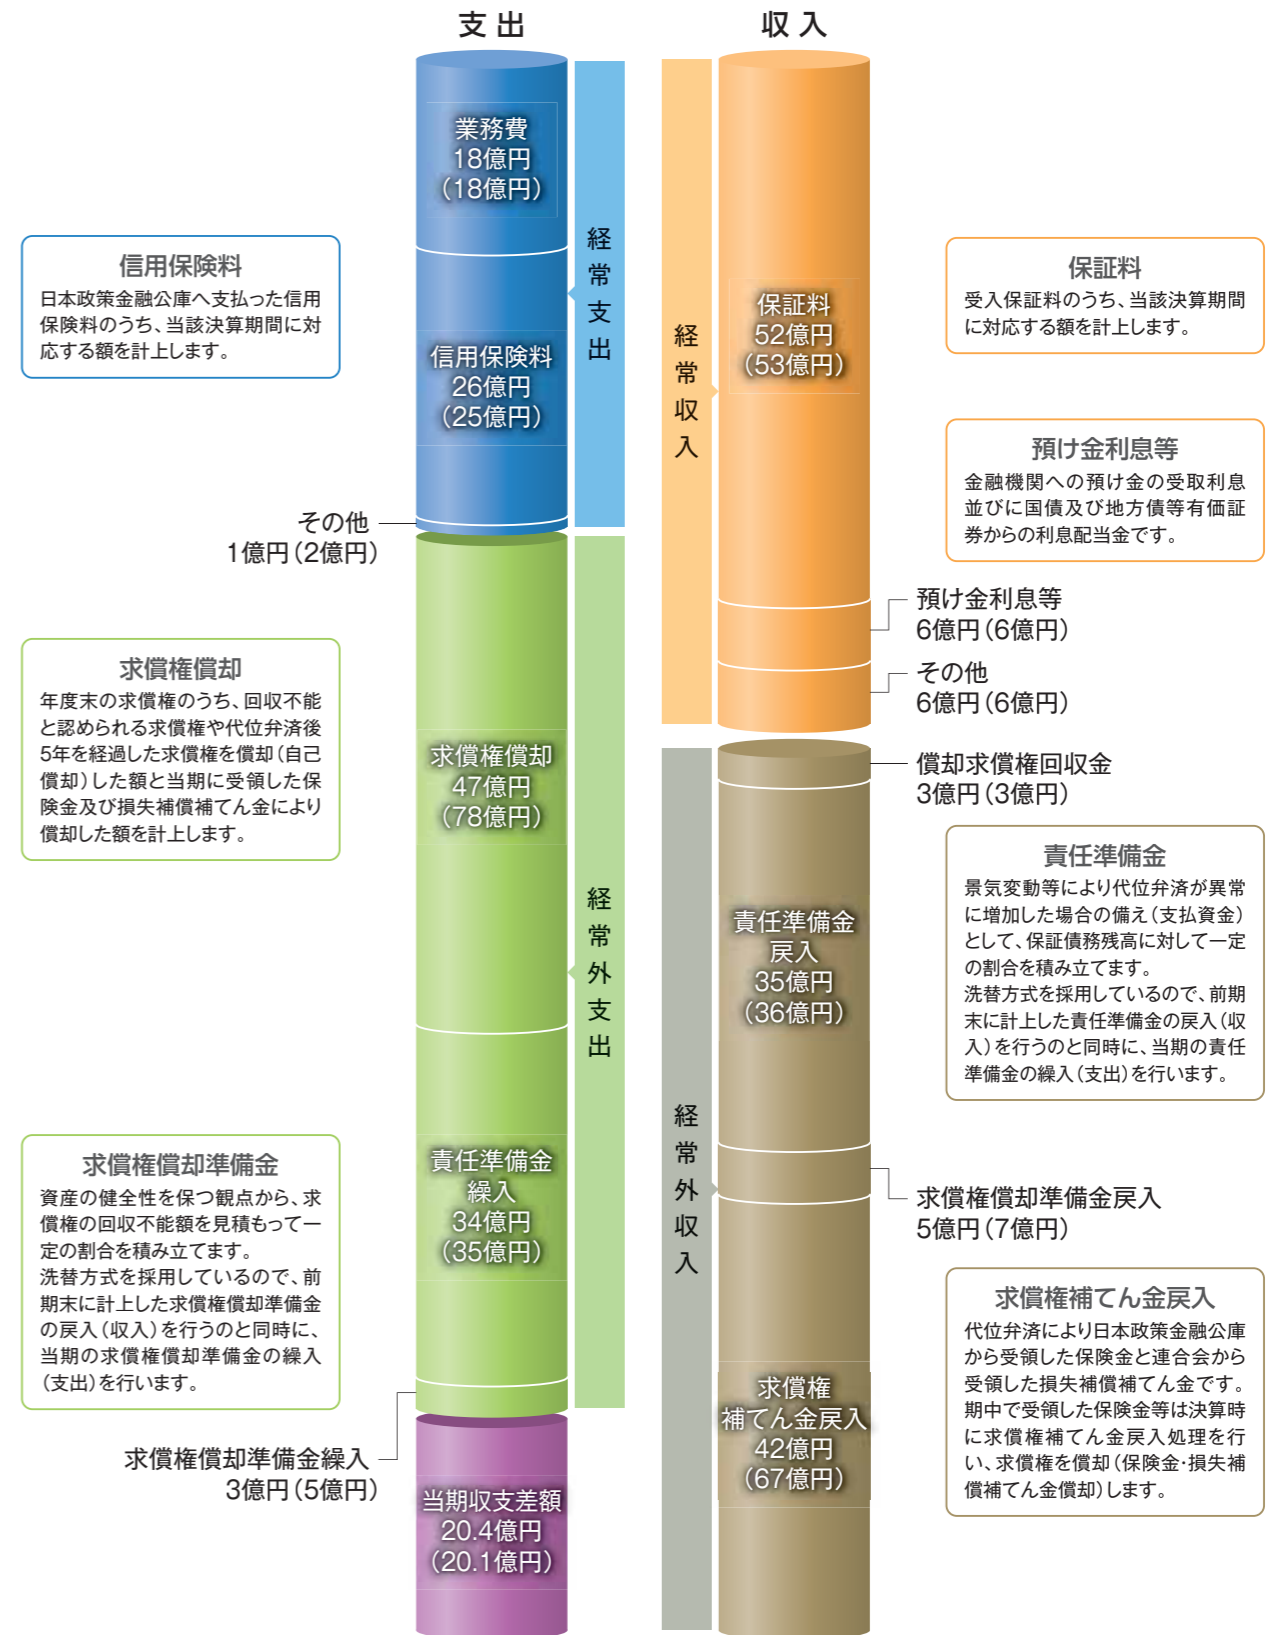 支出
業務費
18億円
（18億円）
信用保険料
26億円
（25億円）
その他
1億円（2億円）
経常支出
信用保険料
日本政策金融公庫へ支払った信用
保険料のうち、当該決算期間に対
応する額を計上します。
求償権償却
47億円
（78億円）
責任準備金
繰入
34億円
（35億円）
求償権償却準備金繰入
3億円（5億円）
経常外支出
求償権償却
年度末の求償権のうち、回収不能
と認められる求償権や代位弁済後
5年を経過した求償権を償却（自己
償却）した額と当期に受領した保
険金及び損失補償補てん金により
償却した額を計上します。
求償権償却準備金
資産の健全性を保つ観点から、求
償権の回収不能額を見積もって一
定の割合を積み立てます。
洗替方式を採用しているので、前
期末に計上した求償権償却準備金
の戻入（収入）を行うのと同時に、
当期の求償権償却準備金の繰入
（支出）を行います。
当期収支差額
20.4億円
（20.1億円）
収入
経常収入
保証料
52億円
（53億円）
預け金利息等
6億円（6億円）
その他
6億円（6億円）
保証料
受入保証料のうち、当該決算期間
に対応する額を計上します。
預け金利息等
金融機関への預け金の受取利息
並びに国債及び地方債等有価証
券からの利息配当金です。
経常外収入
償却求償権回収金
3億円（3億円）
責任準備金
戻入
35億円
（36億円）
求償権償却準備金戻入
5億円（7億円）
求償権
補てん金戻入
42億円
（67億円）
責任準備金
景気変動等により代位弁済が異常
に増加した場合の備え（支払資金）
として、保証債務残高に対して一定
の割合を積み立てます。
洗替方式を採用しているので、前期
末に計上した責任準備金の戻入（収
入）を行うのと同時に、当期の責任
準備金の繰入（支出）を行います。
求償権補てん金戻入
代位弁済により日本政策金融公庫
から受領した保険金と連合会から
受領した損失補償補てん金です。
期中で受領した保険金等は決算時
に求償権補てん金戻入処理を行
い、求償権を償却（保険金・損失補
償補てん金償却）します。